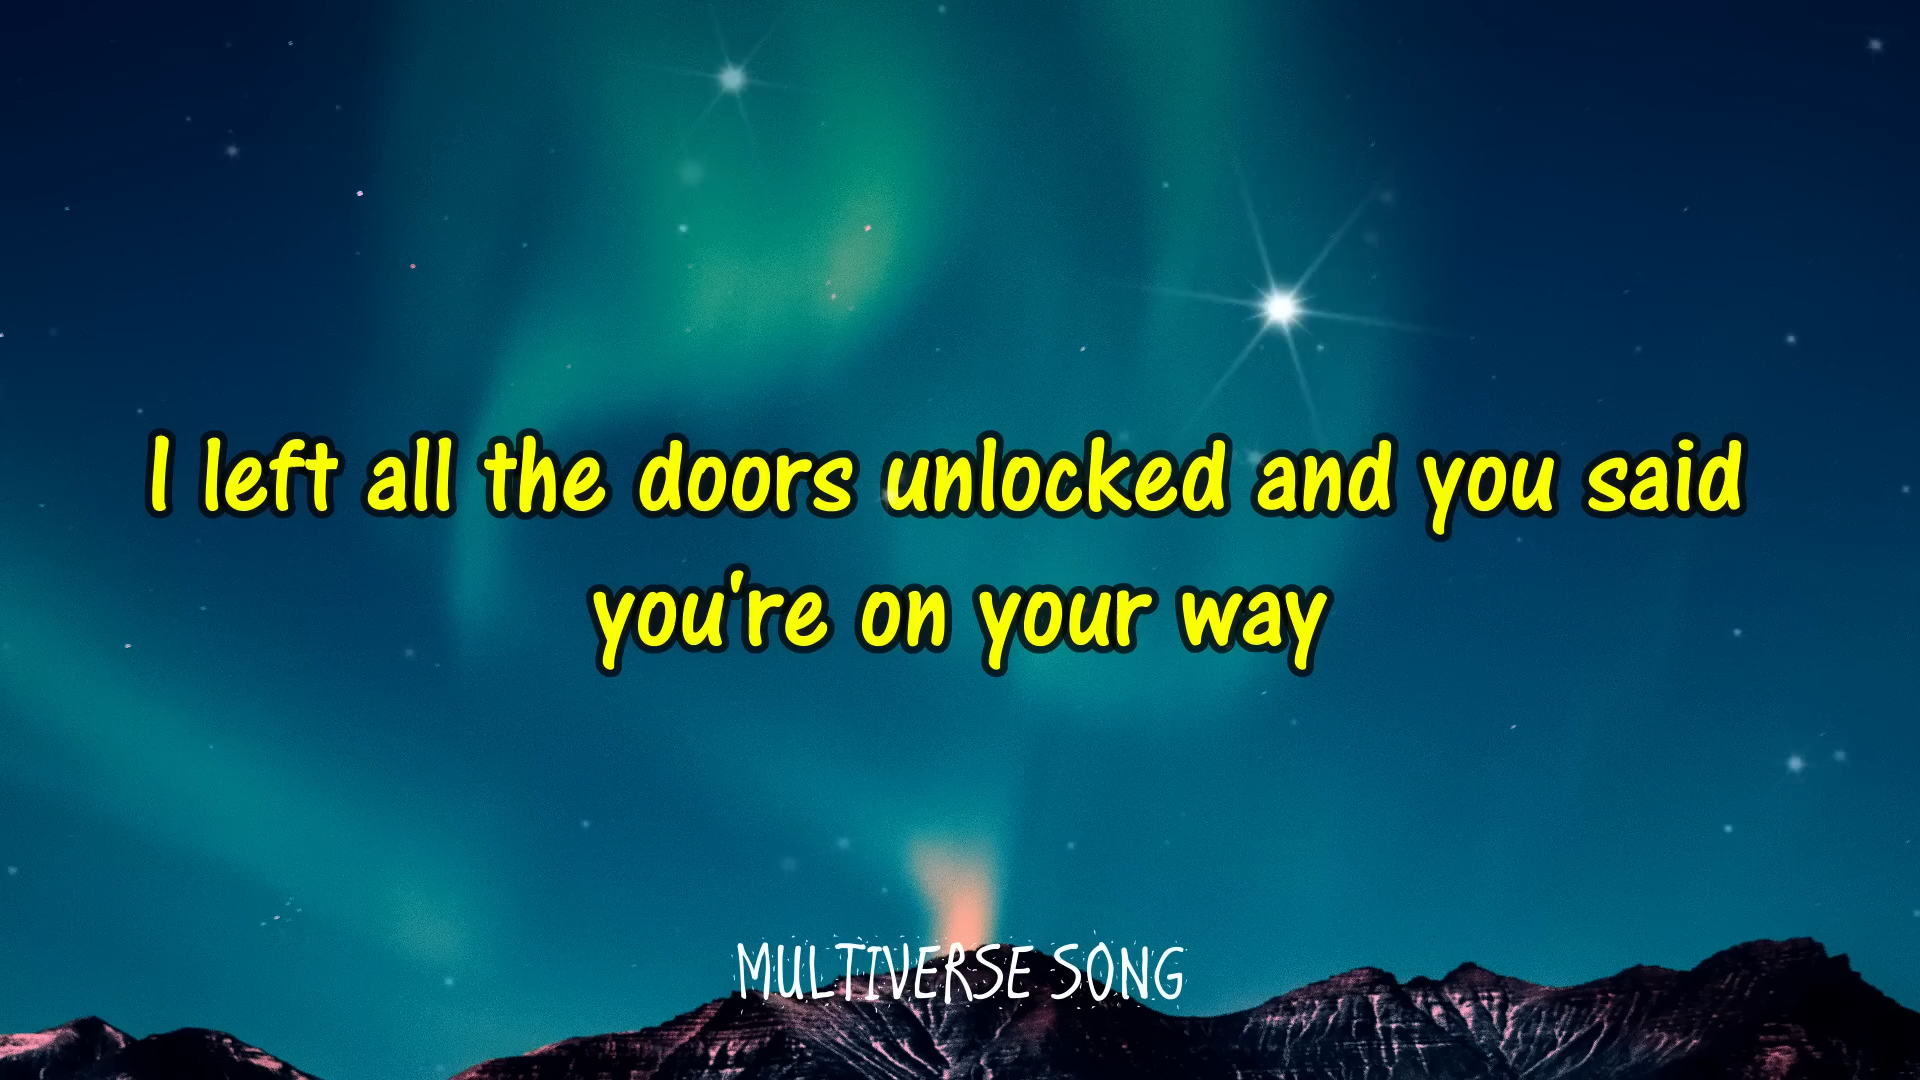 I left all the doors unlocked and you said
you're on your way
MULTIVERSE SONG